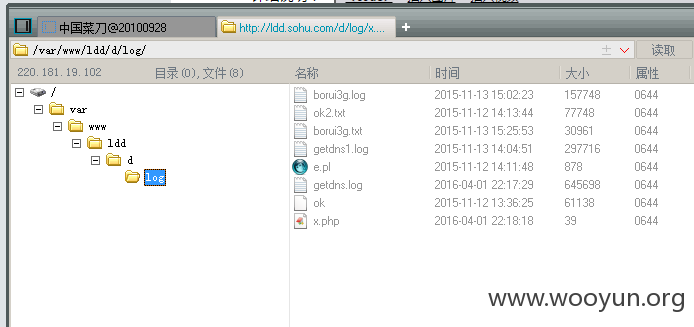 中国菜刀@20100928 http://ldd.sohu.com/d/log/x....
/var/www/ldd/d/log/ 读取
220.181.19.102 目录(0),文件(8) 名称 时间 大小 属性
/
var
www
ldd
d
log
borui3g.log 2015-11-13 15:02:23 157748 0644
ok2.txt 2015-11-12 14:13:44 77748 0644
borui3g.txt 2015-11-13 15:25:53 30961 0644
getdns1.log 2015-11-13 14:04:51 297716 0644
e.pl 2015-11-12 14:11:48 878 0644
getdns.log 2016-04-01 22:17:29 645698 0644
ok 2015-11-12 13:36:25 61138 0644
x.php 2016-04-01 22:18:18 39 0644
www.wooyun.org